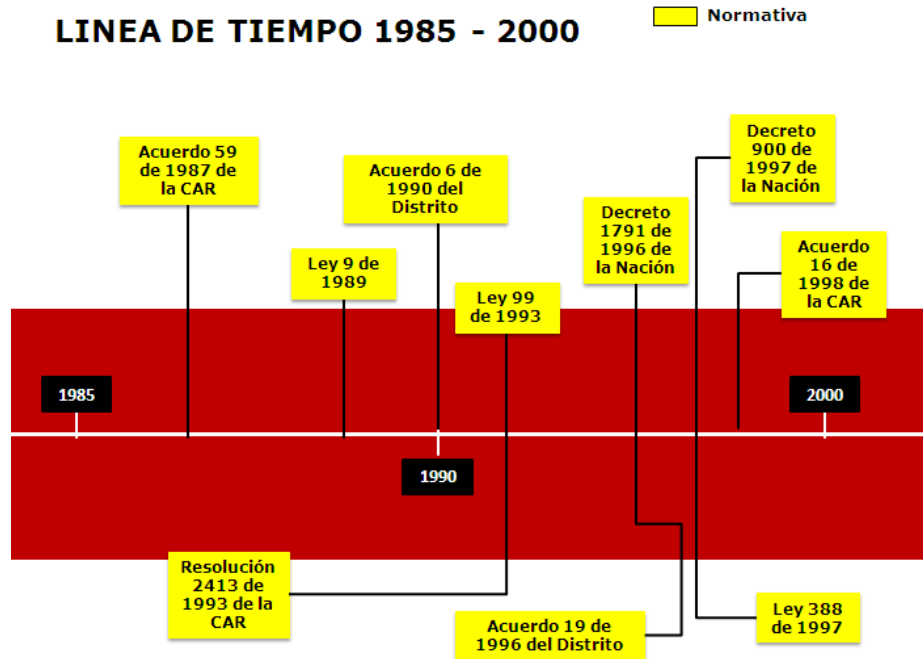 LINEA DE TIEMPO 1985 - 2000
Normativa
Acuerdo 59
de 1987 de
la CAR
Ley 9 de
1989
Acuerdo 6 de
1990 del
Distrito
Ley 99
de 1993
Decreto
1791 de
1996 de
la Nación
Decreto
900 de
1997 de
la Nación
Acuerdo
16 de
1998 de
la CAR
1985
1990
2000
Resolución
2413 de
1993 de la
CAR
Acuerdo 19 de
1996 del Distrito
Ley 388
de 1997